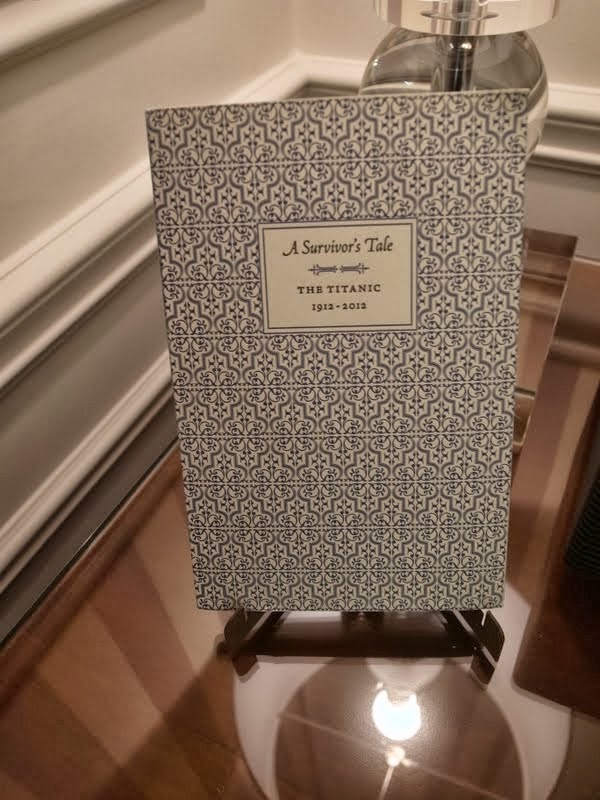 A Survivor's Tale
THE TITANIC
1912-2012